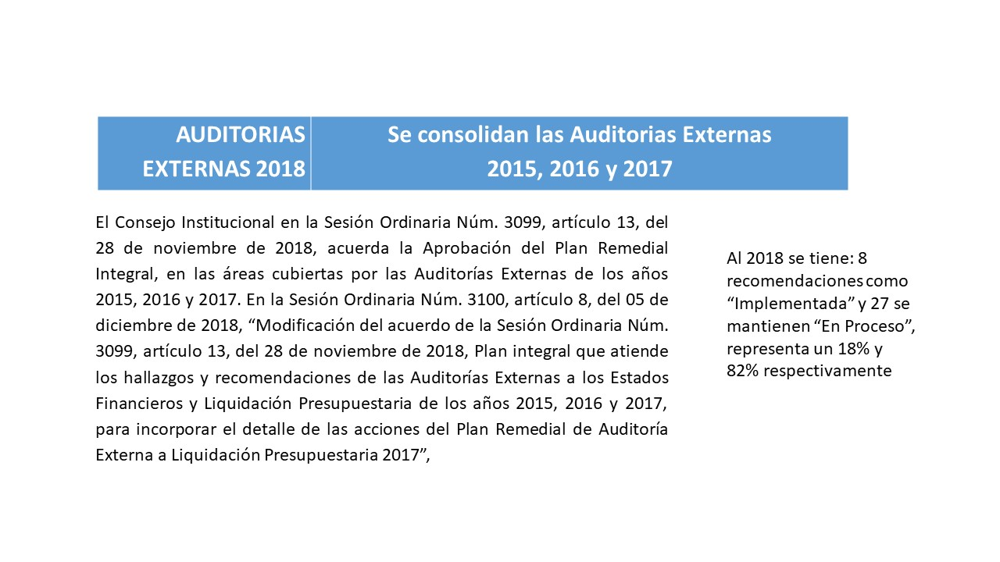 AUDITORIAS
EXTERNAS 2018
Se consolidan las Auditorias Externas
2015, 2016 y 2017
El Consejo Institucional en la Sesión Ordinaria Núm. 3099, artículo 13, del
28 de noviembre de 2018, acuerda la Aprobación del Plan Remedial
Integral, en las áreas cubiertas por las Auditorías Externas de los años
2015, 2016 y 2017. En la Sesión Ordinaria Núm. 3100, artículo 8, del 05 de
diciembre de 2018, “Modificación del acuerdo de la Sesión Ordinaria Núm.
3099, artículo 13, del 28 de noviembre de 2018, Plan integral que atiende
los hallazgos y recomendaciones de las Auditorías Externas a los Estados
Financieros y Liquidación Presupuestaria de los años 2015, 2016 y 2017,
para incorporar el detalle de las acciones del Plan Remedial de Auditoría
Externa a Liquidación Presupuestaria 2017”,
Al 2018 se tiene: 8
recomendaciones como
“Implementada” y 27 se
mantienen “En Proceso”,
representa un 18% y
82% respectivamente